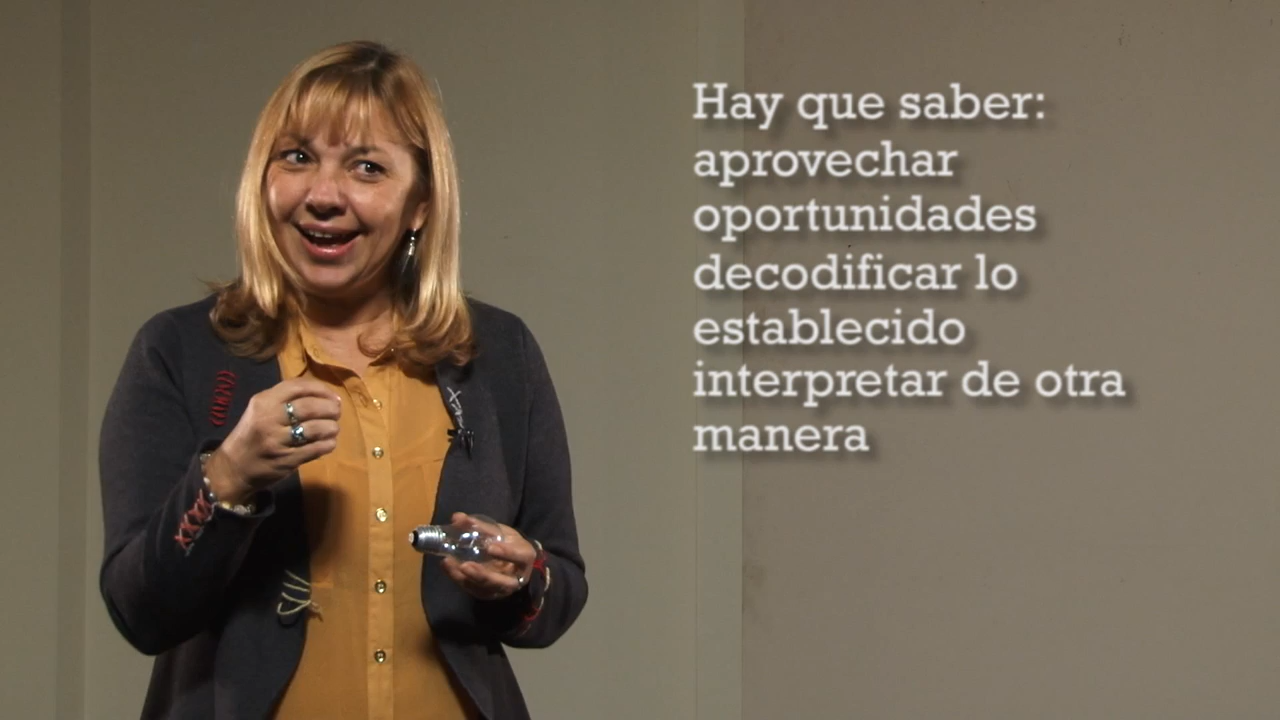 Hay que saber:
aprovechar
oportunidades
decodificar lo
establecido
interpretar de otra
manera